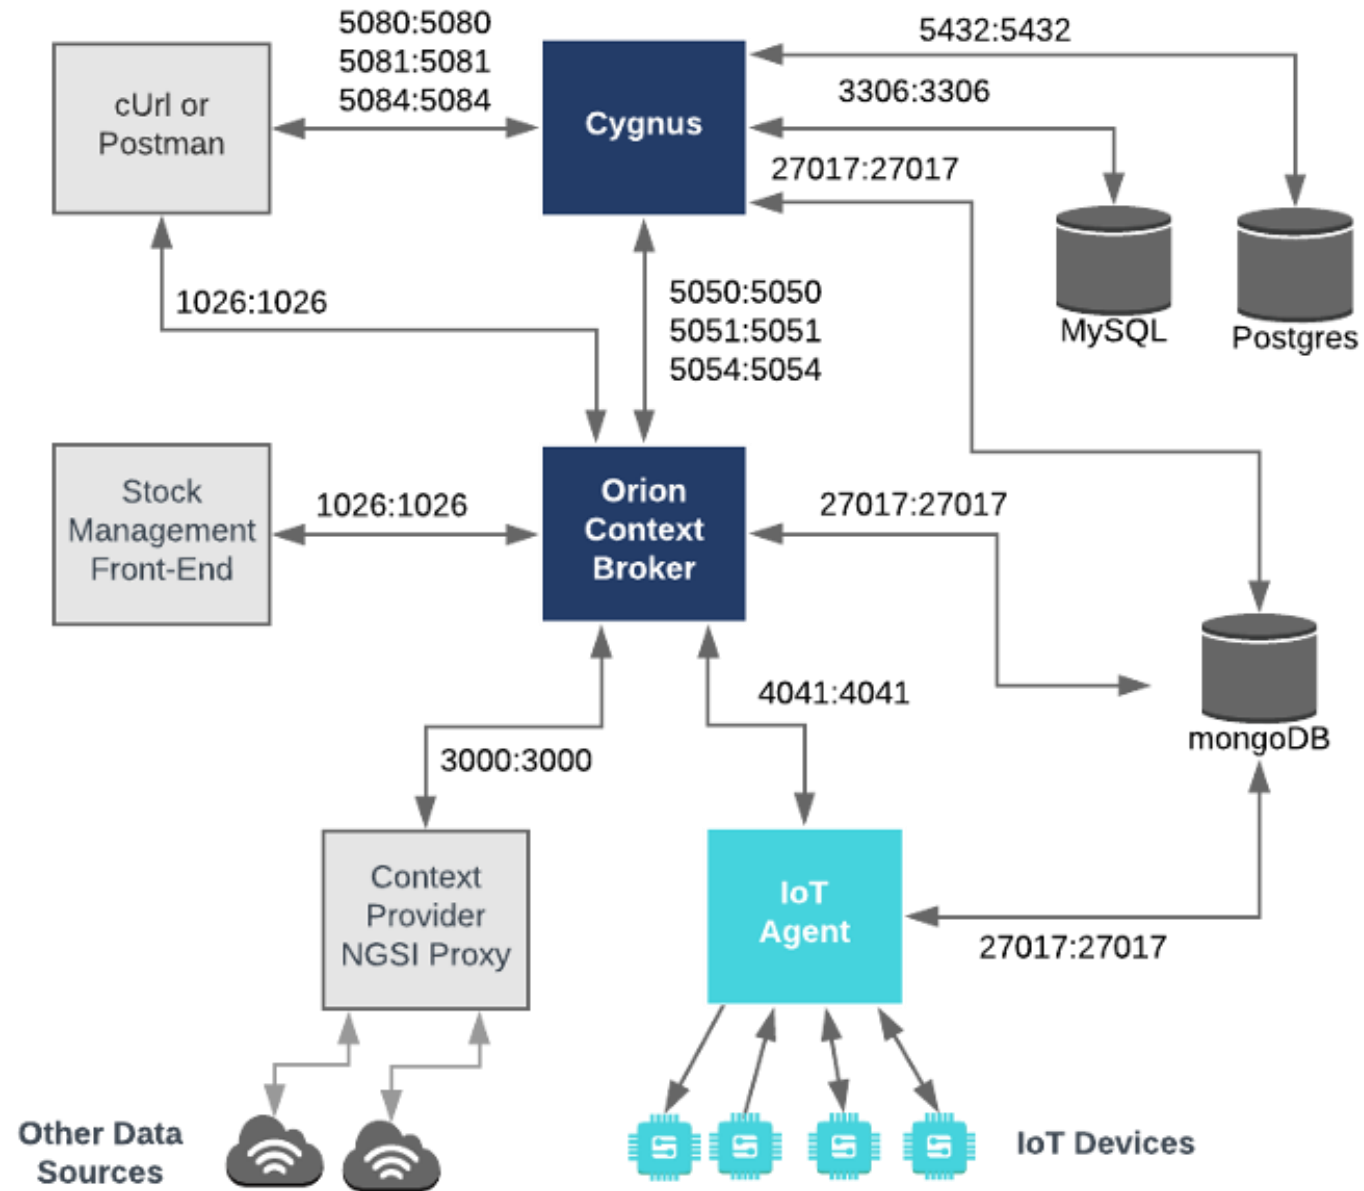 5080:5080
5081:5081
5084:5084
5432:5432
3306:3306
27017:27017
cUrl or
Postman
Cygnus
MySQL
Postgres
1026:1026
5050:5050
5051:5051
5054:5054
Stock
Management
Front-End
1026:1026
Orion
Context
Broker
27017:27017
mongoDB
4041:4041
3000:3000
Context
Provider
NGSI Proxy
IoT
Agent
27017:27017
Other Data
Sources
IoT Devices